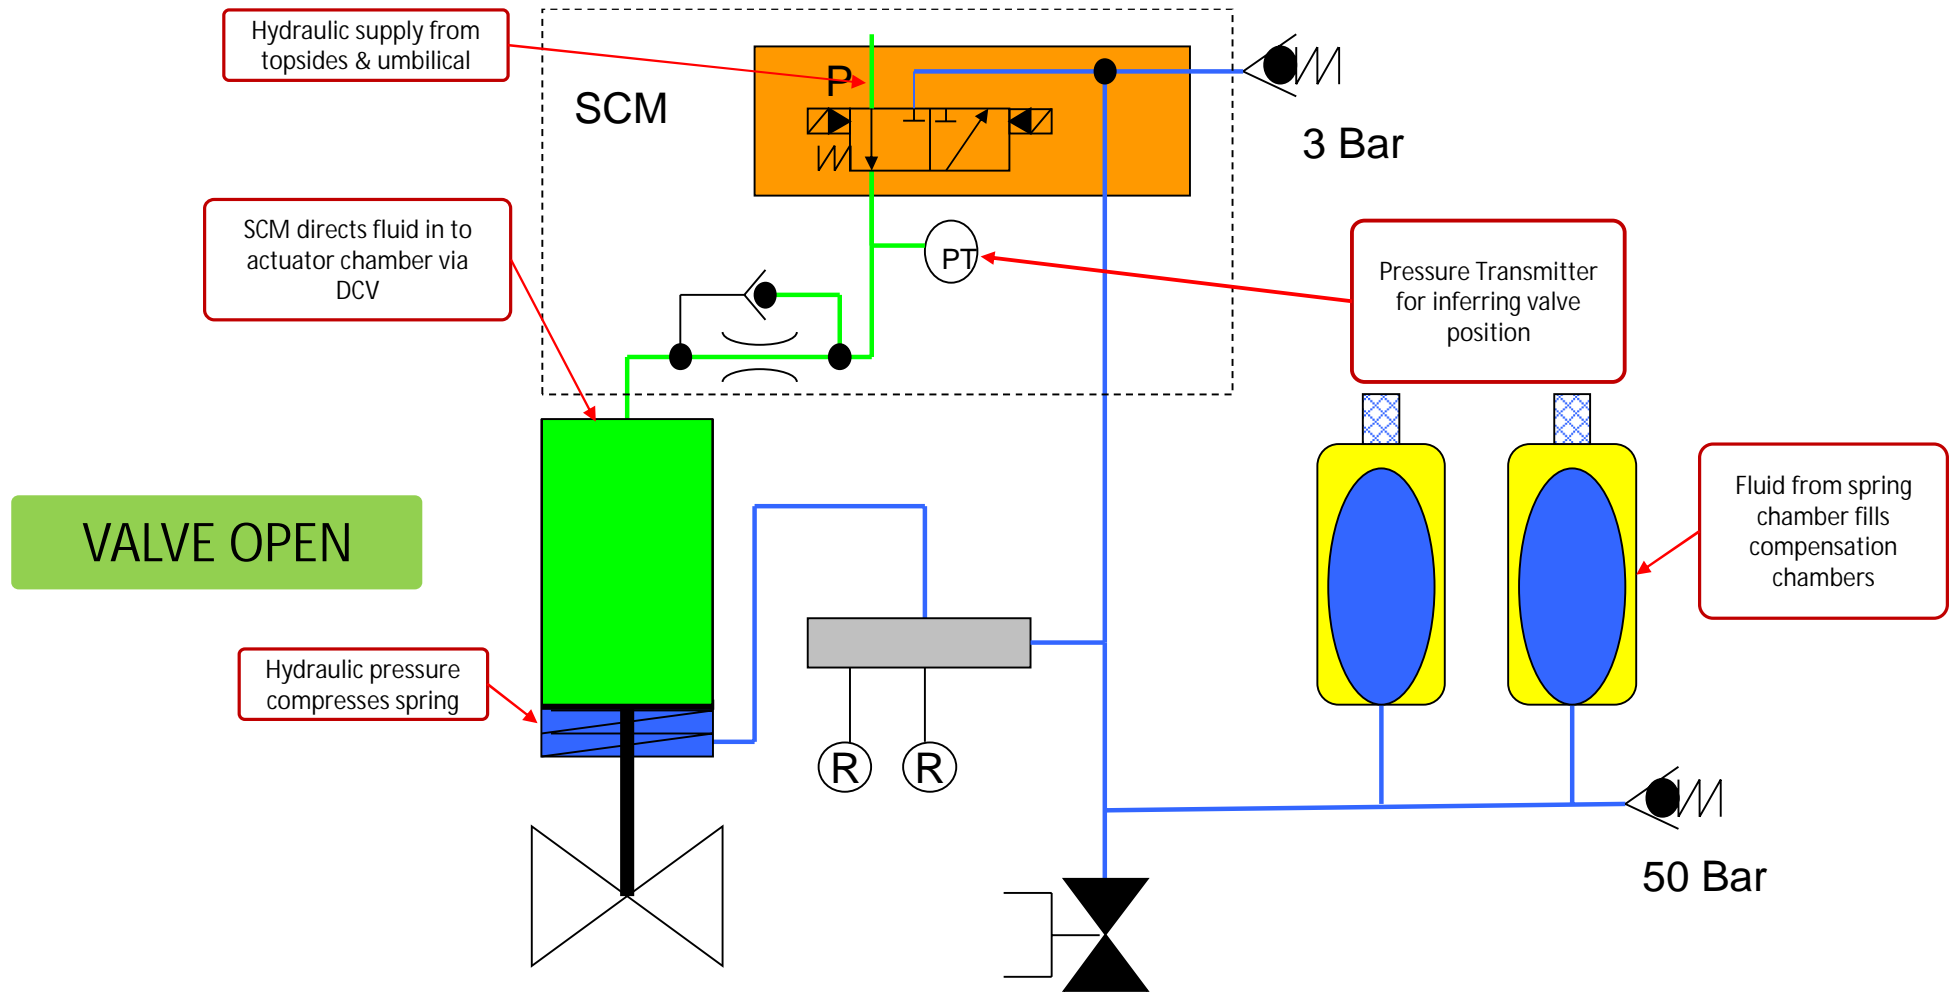 Hydraulic supply from
topsides & umbilical
P
SCM
3 Bar
SCM directs fluid in to
actuator chamber via
DCV
PT
Pressure Transmitter
for inferring valve
position
Fluid from spring
chamber fills
compensation
chambers
VALVE OPEN
Hydraulic pressure
compresses spring
R
R
50 Bar